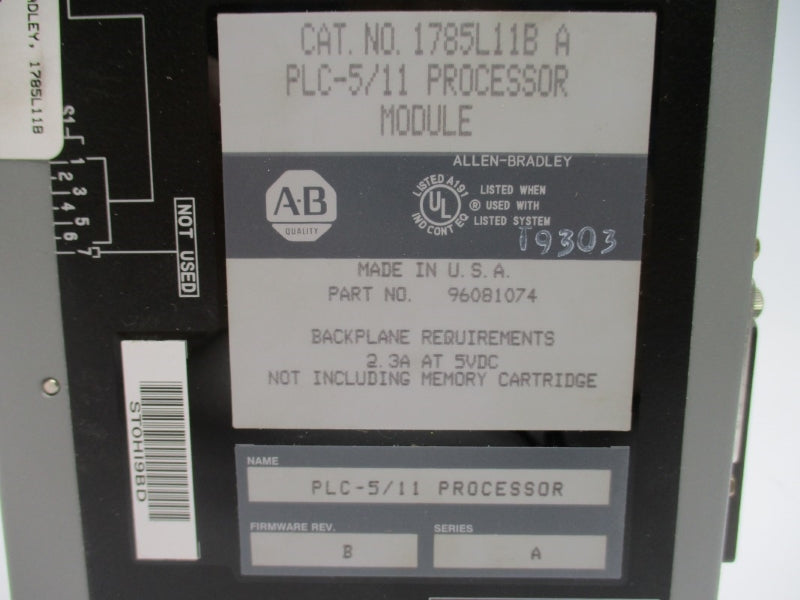 CAT. NO. 1785L11B A
PLC-5/11 PROCESSOR
MODULE
ALLEN-BRADLEY
A·B
QUALITY
LISTED A191
UL
IND CONT EQ
LISTED WHEN
® USED WITH
LISTED SYSTEM
T9303
MADE IN U.S.A.
PART NO. 96081074
BACKPLANE REQUIREMENTS
2.3A AT 5VDC
NOT INCLUDING MEMORY CARTRIDGE
NAME
PLC-5/11 PROCESSOR
FIRMWARE REV.
B
SERIES
A
ADLEY, 1785L11B
S1
1
2
3
4
5
6
7
NOT USED
ST0HI9BD